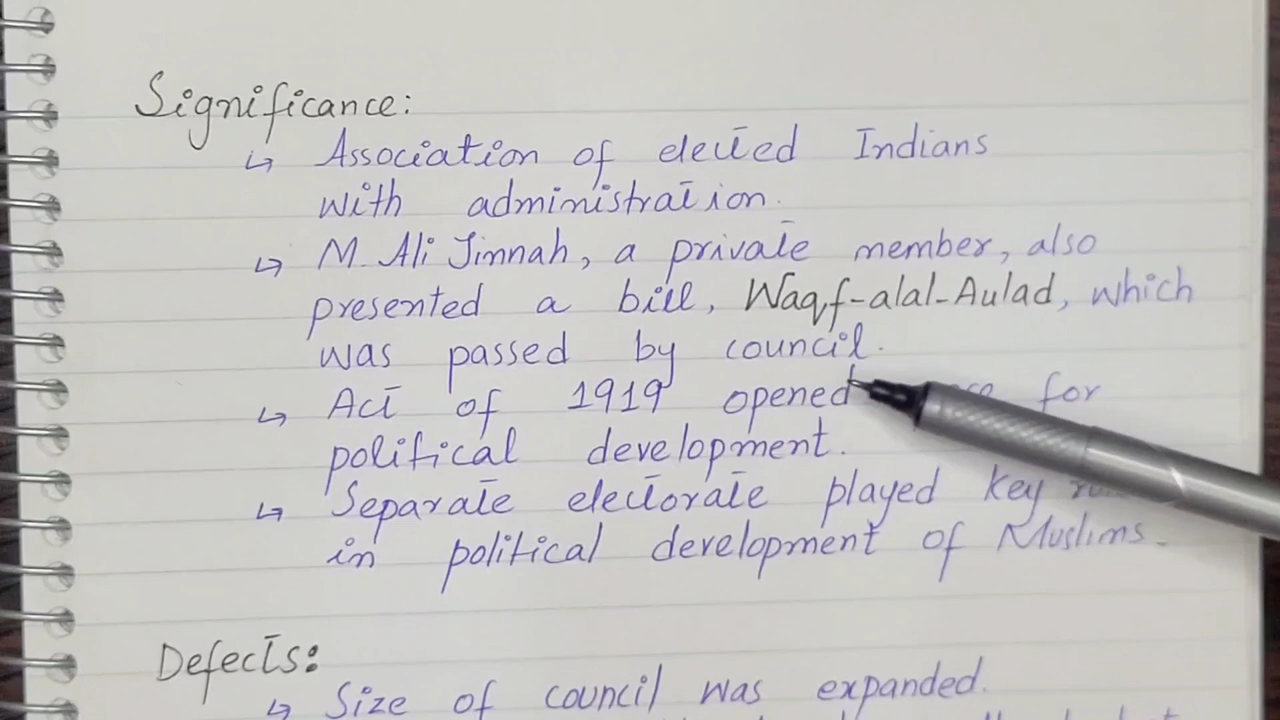 Significance:
↳ Association of elected Indians
with administration.
↳ M. Ali Jinnah, a private member, also
presented a bill, Waqf-alal-Aulad, which
was passed by council.
↳ Act of 1919 opened for
political development.
↳ Separate electorate played key
in political development of Muslims.
Defects:
↳ Size of council was expanded.